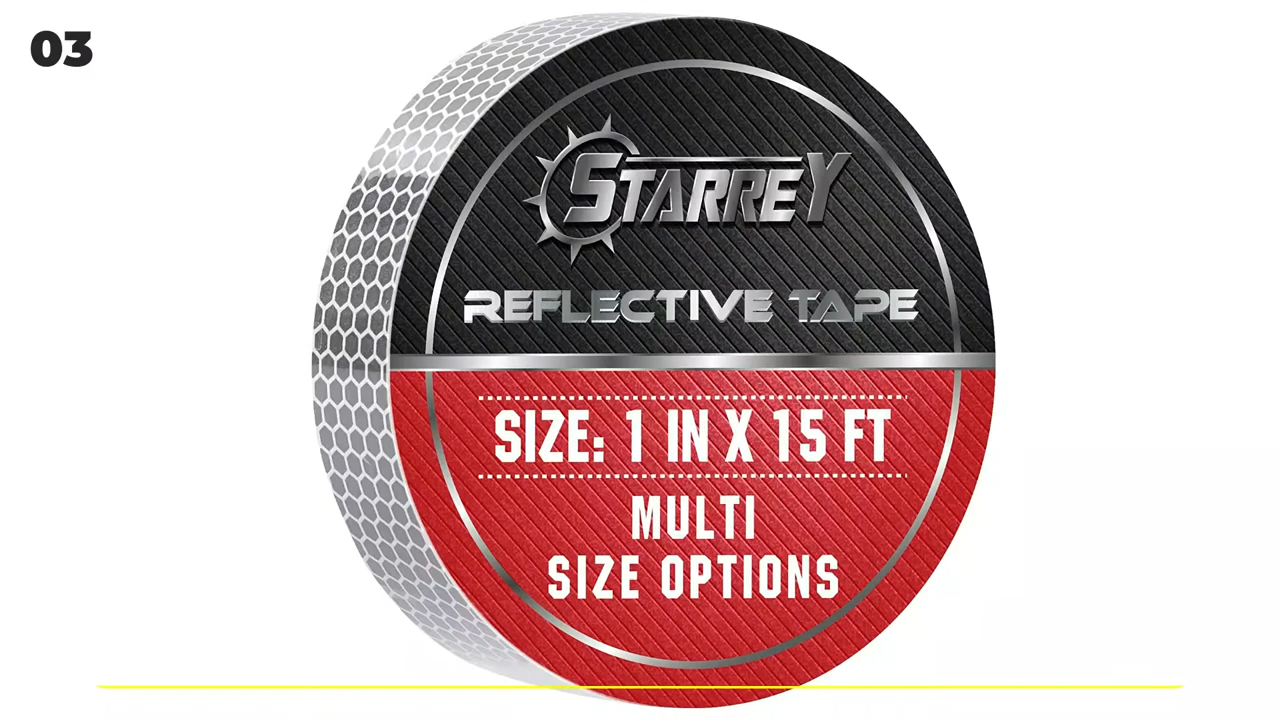 03
STARREY
REFLECTIVE TAPE
SIZE: 1 IN X 15 FT
MULTI
SIZE OPTIONS